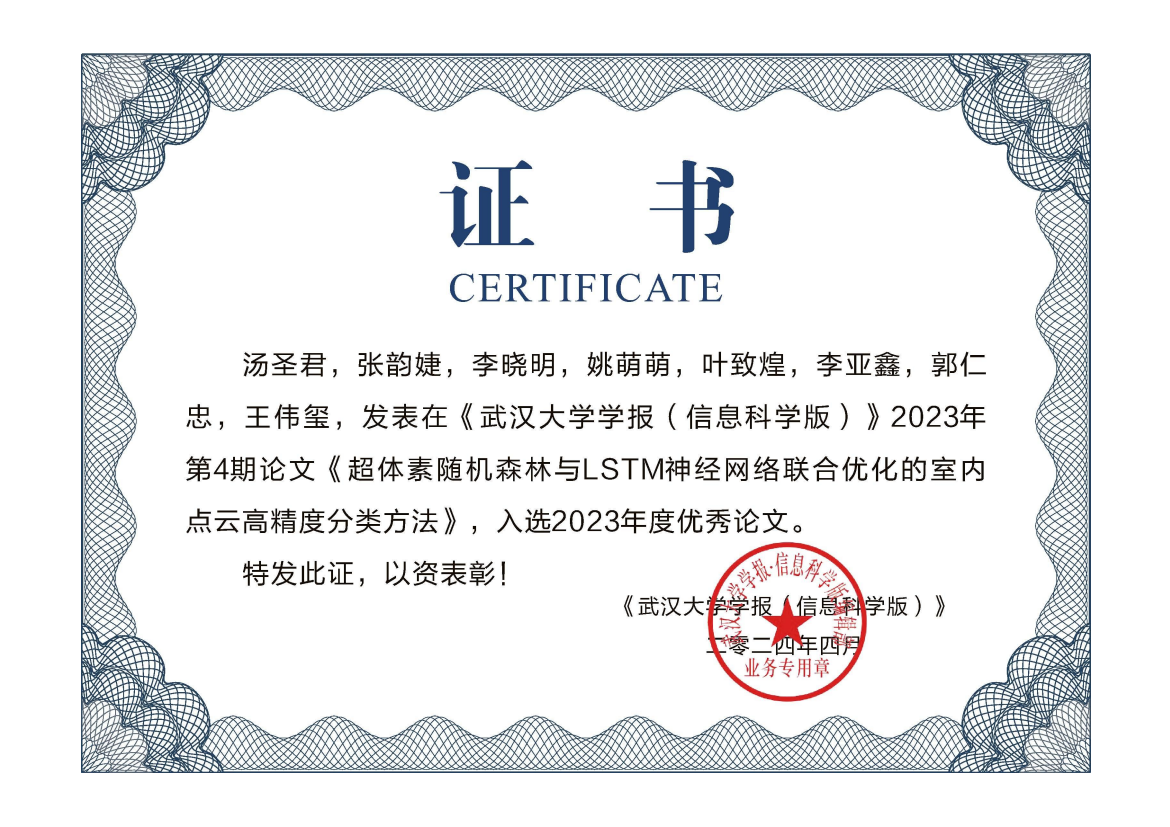 证 书
CERTIFICATE
汤圣君，张韵婕，李晓明，姚萌萌，叶致煌，李亚鑫，郭仁
忠，王伟玺，发表在《武汉大学学报（信息科学版）》2023年
第4期论文《超体素随机森林与LSTM神经网络联合优化的室内
点云高精度分类方法》，入选2023年度优秀论文。
特发此证，以资表彰！
《武汉大学学报（信息科学版）》
二零二四年四月
武汉大学学报·信息科学版编辑部
业务专用章